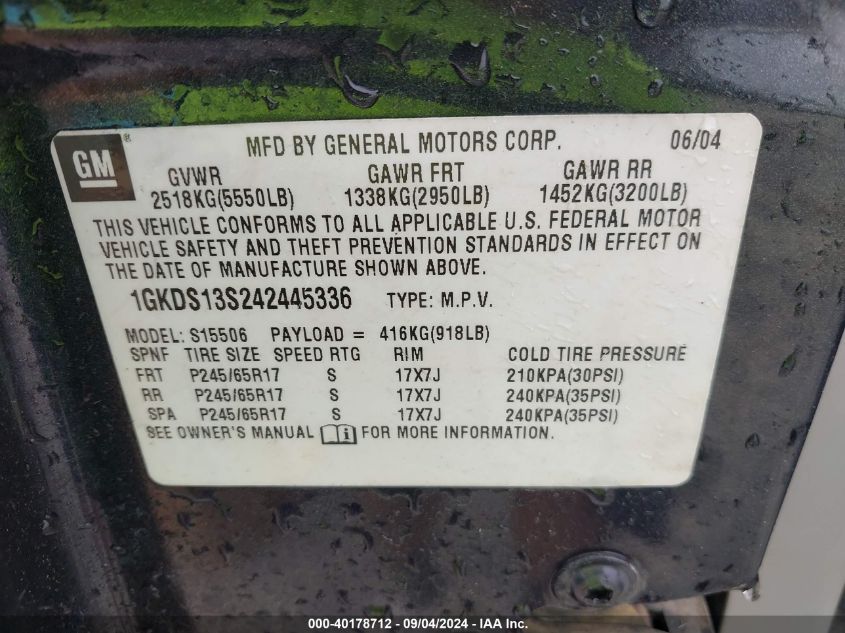 GM ® MFD BY GENERAL MOTORS CORP. 06/04
GVWR GAWR FRT GAWR RR
2518KG(5550LB) 1338KG(2950LB) 1452KG(3200LB)
THIS VEHICLE CONFORMS TO ALL APPLICABLE U.S. FEDERAL MOTOR
VEHICLE SAFETY AND THEFT PREVENTION STANDARDS IN EFFECT ON
THE DATE OF MANUFACTURE SHOWN ABOVE.
1GKDS13S242445336 TYPE: M.P.V.
MODEL: S15506 PAYLOAD = 416KG(918LB)
SPNF TIRE SIZE SPEED RTG RIM COLD TIRE PRESSURE
FRT P245/65R17 S 17X7J 210KPA(30PSI)
RR P245/65R17 S 17X7J 240KPA(35PSI)
SPA P245/65R17 S 17X7J 240KPA(35PSI)
SEE OWNER'S MANUAL i FOR MORE INFORMATION.
000-40178712 - 09/04/2024 - © IAA Inc.